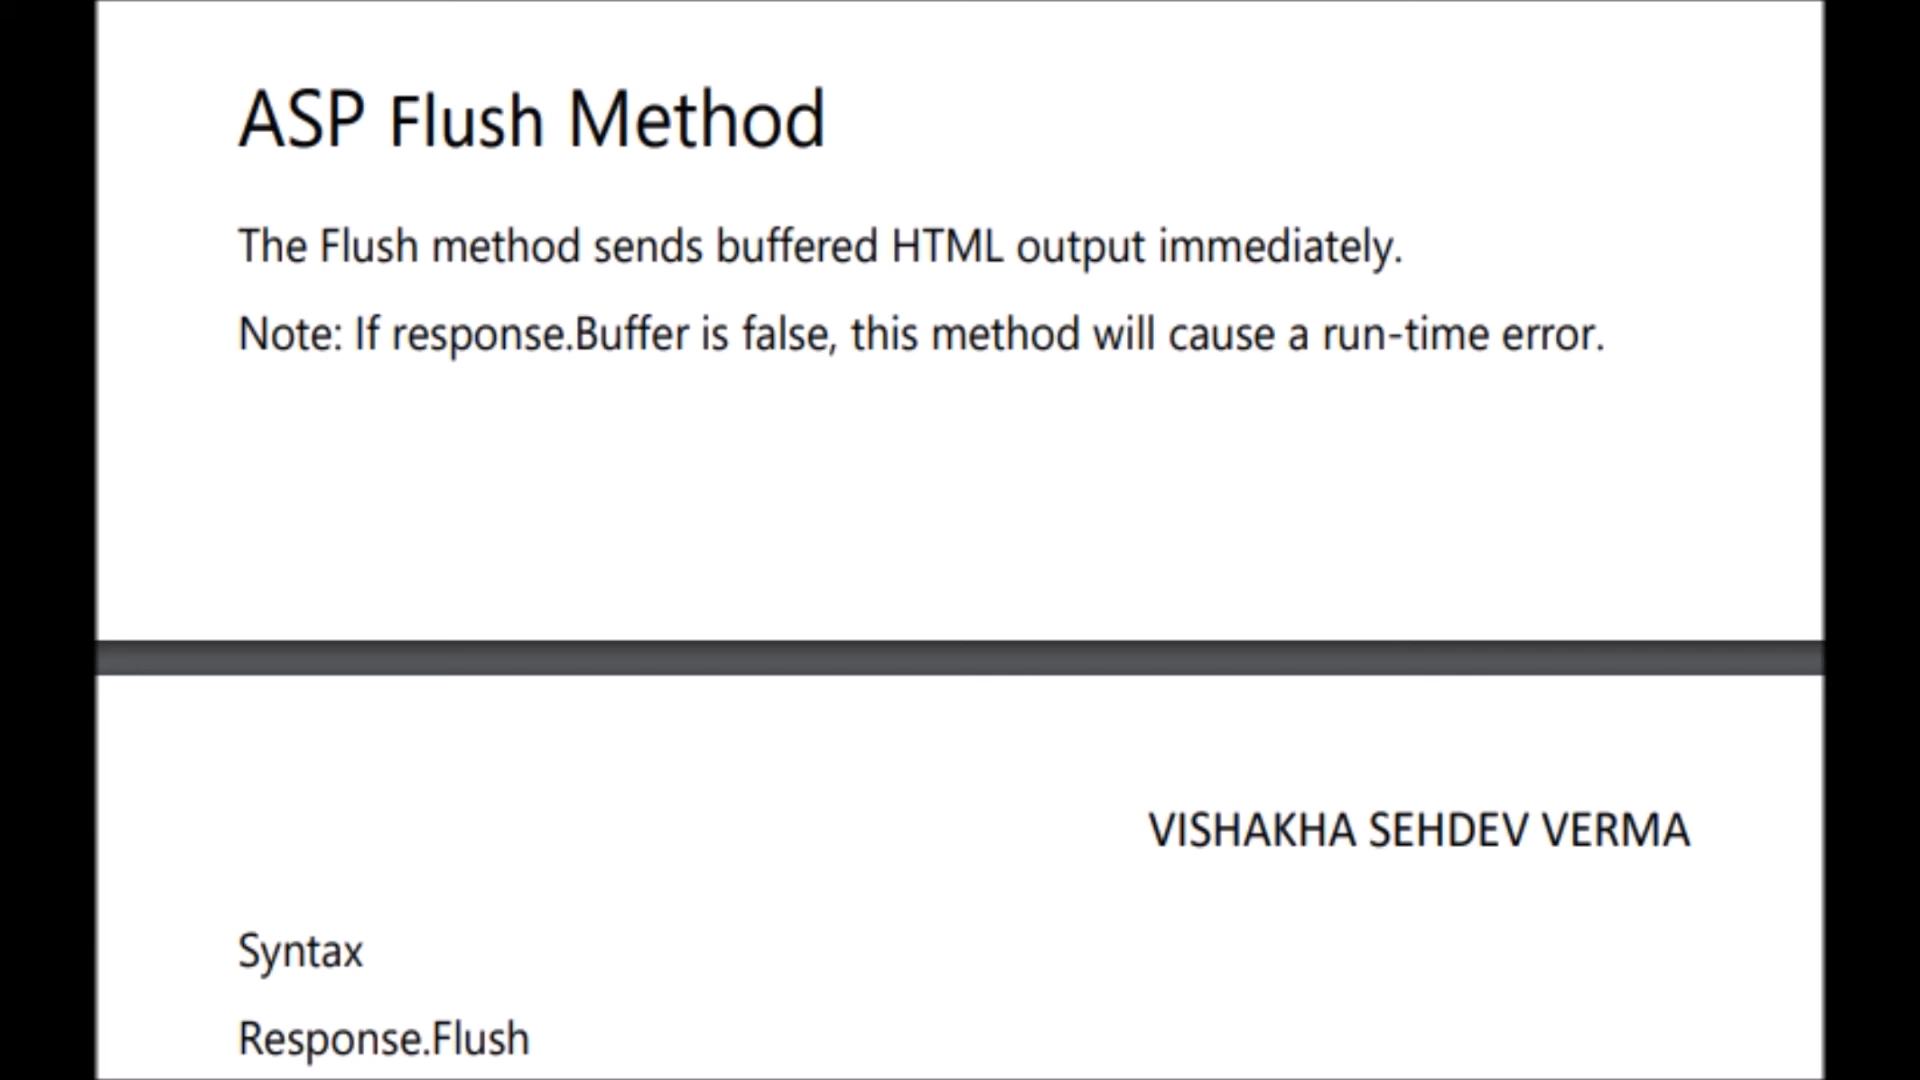 ASP Flush Method
The Flush method sends buffered HTML output immediately.
Note: If response.Buffer is false, this method will cause a run-time error.
VISHAKHA SEHDEV VERMA
Syntax
Response.Flush